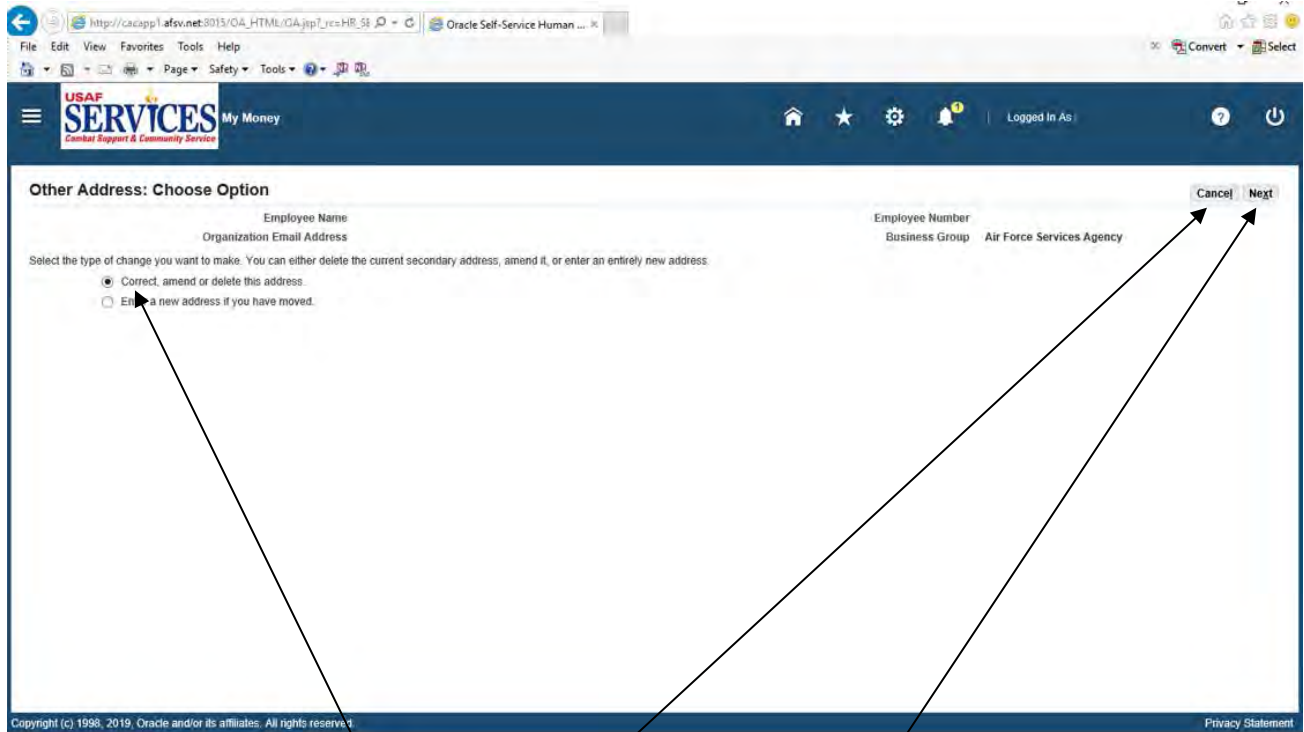 http://cacapp1.afsv.net:8015/OA_HTML/OA.jsp?_rc=HR_SE
Oracle Self-Service Human ...
File Edit View Favorites Tools Help
Convert Select
Page Safety Tools
USAF
SERVICES
Combat Support & Community Service
My Money
1
Logged In As
Other Address: Choose Option
Cancel Next
Employee Name Employee Number
Organization Email Address Business Group Air Force Services Agency
Select the type of change you want to make. You can either delete the current secondary address, amend it, or enter an entirely new address.
Correct, amend or delete this address.
a new address if you have moved.
Copyright (c) 1998, 2019, Oracle and/or its affiliates. All rights reserved.
Privacy Statement